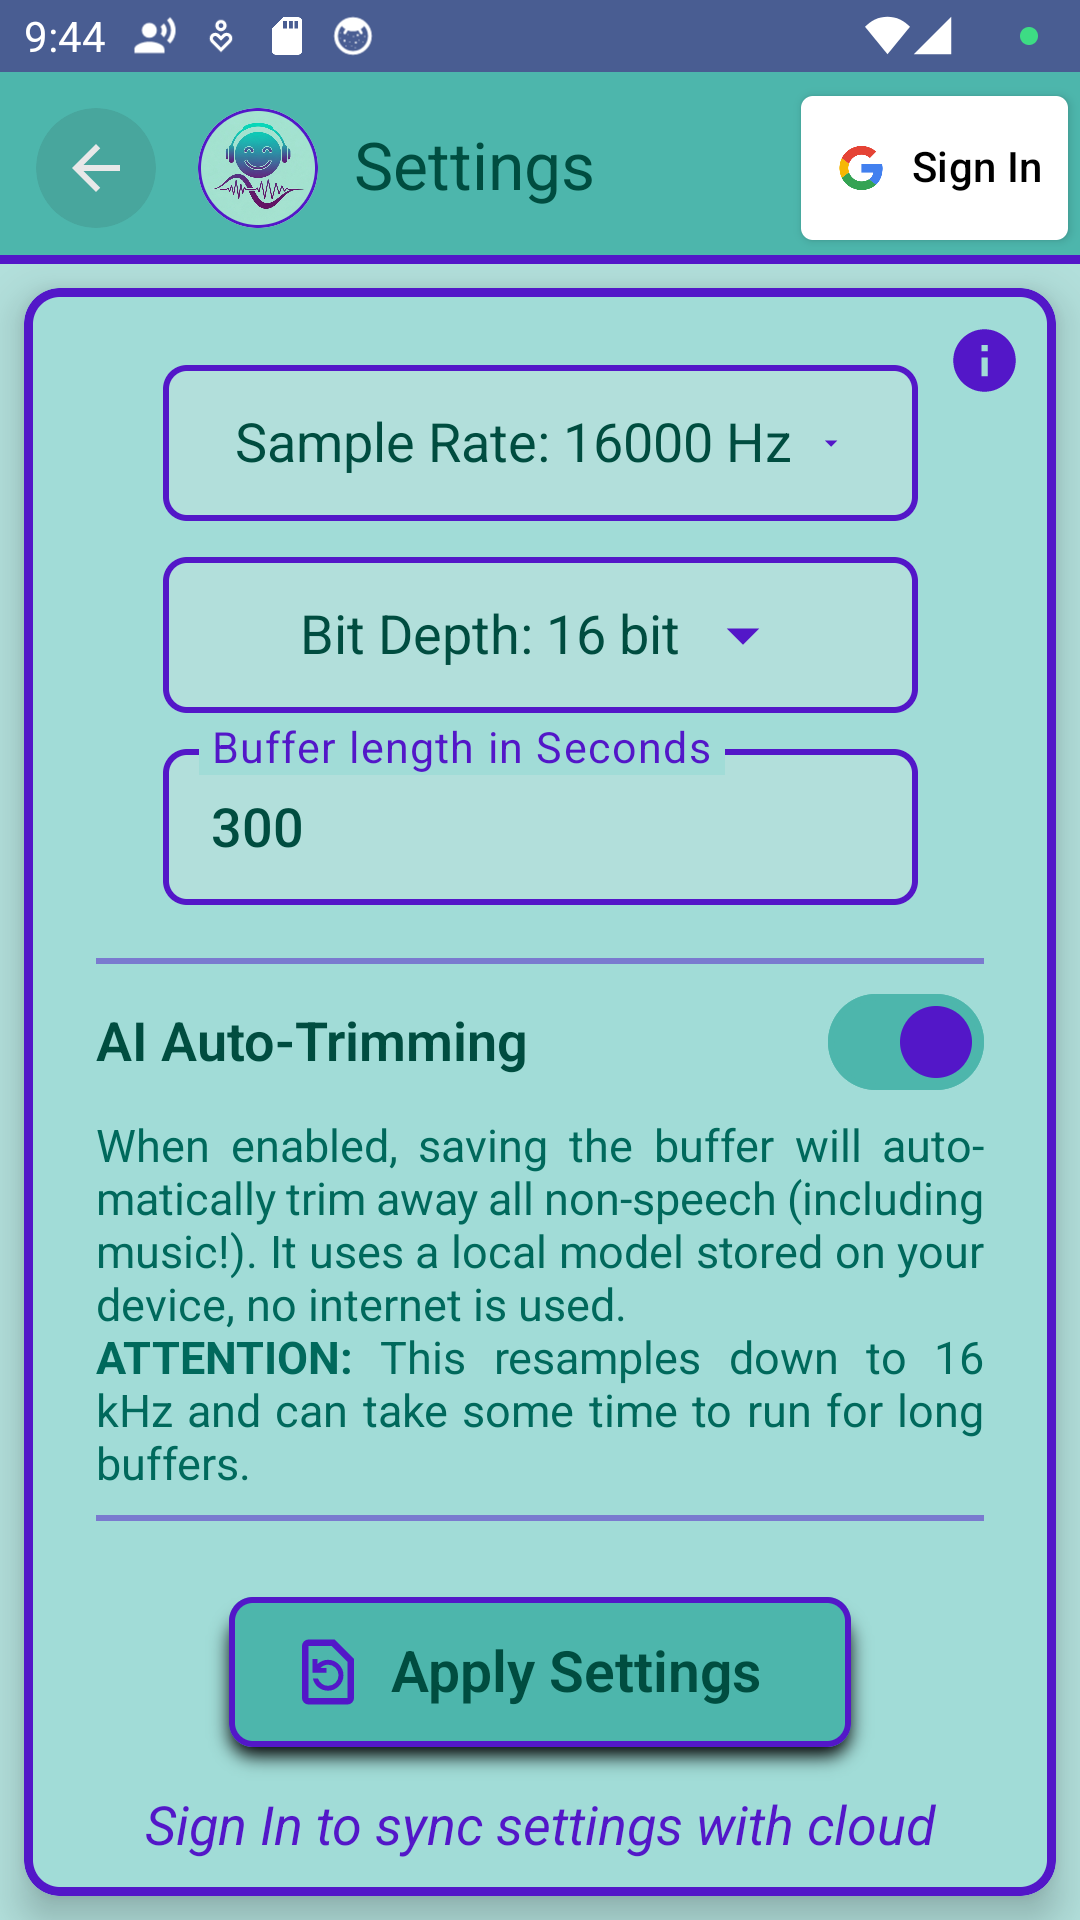 9:44
Settings
Sign In
Sample Rate: 16000 Hz
Bit Depth: 16 bit
Buffer length in Seconds
300
AI Auto-Trimming
When enabled, saving the buffer will auto-
matically trim away all non-speech (including
music!). It uses a local model stored on your
device, no internet is used.
ATTENTION: This resamples down to 16
kHz and can take some time to run for long
buffers.
Apply Settings
Sign In to sync settings with cloud